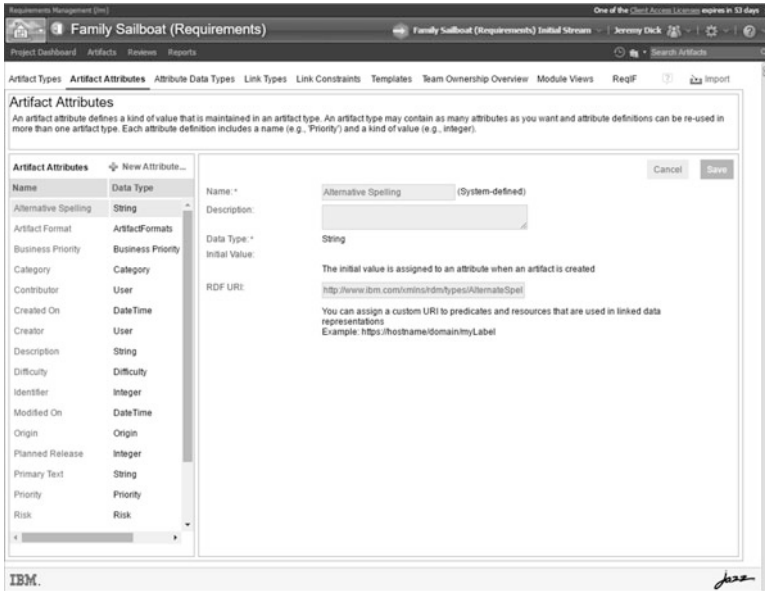 Requirements Management (/rm)
One of the Client Access Licenses expires in 53 days
Family Sailboat (Requirements)
Family Sailboat (Requirements) Initial Stream
Jeremy Dick
Project Dashboard Artifacts Reviews Reports
Search Artifacts
Artifact Types Artifact Attributes Attribute Data Types Link Types Link Constraints Templates Team Ownership Overview Module Views ReqIF Import
Artifact Attributes
An artifact attribute defines a kind of value that is maintained in an artifact type. An artifact type may contain as many attributes as you want and attribute definitions can be re-used in
more than one artifact type. Each attribute definition includes a name (e.g., 'Priority') and a kind of value (e.g., integer).
Artifact Attributes New Attribute...
Cancel Save
Name Data Type
Alternative Spelling String
Artifact Format ArtifactFormats
Business Priority Business Priority
Category Category
Contributor User
Created On DateTime
Creator User
Description String
Difficulty Difficulty
Identifier Integer
Modified On DateTime
Origin Origin
Planned Release Integer
Primary Text String
Priority Priority
Risk Risk
Name:* Alternative Spelling (System-defined)
Description:
Data Type:* String
Initial Value:
The initial value is assigned to an attribute when an artifact is created
RDF URI: http://www.ibm.com/xmlns/rdm/types/AlternateSpel
You can assign a custom URI to predicates and resources that are used in linked data
representations
Example: https://hostname/domain/myLabel
IBM.
jazz